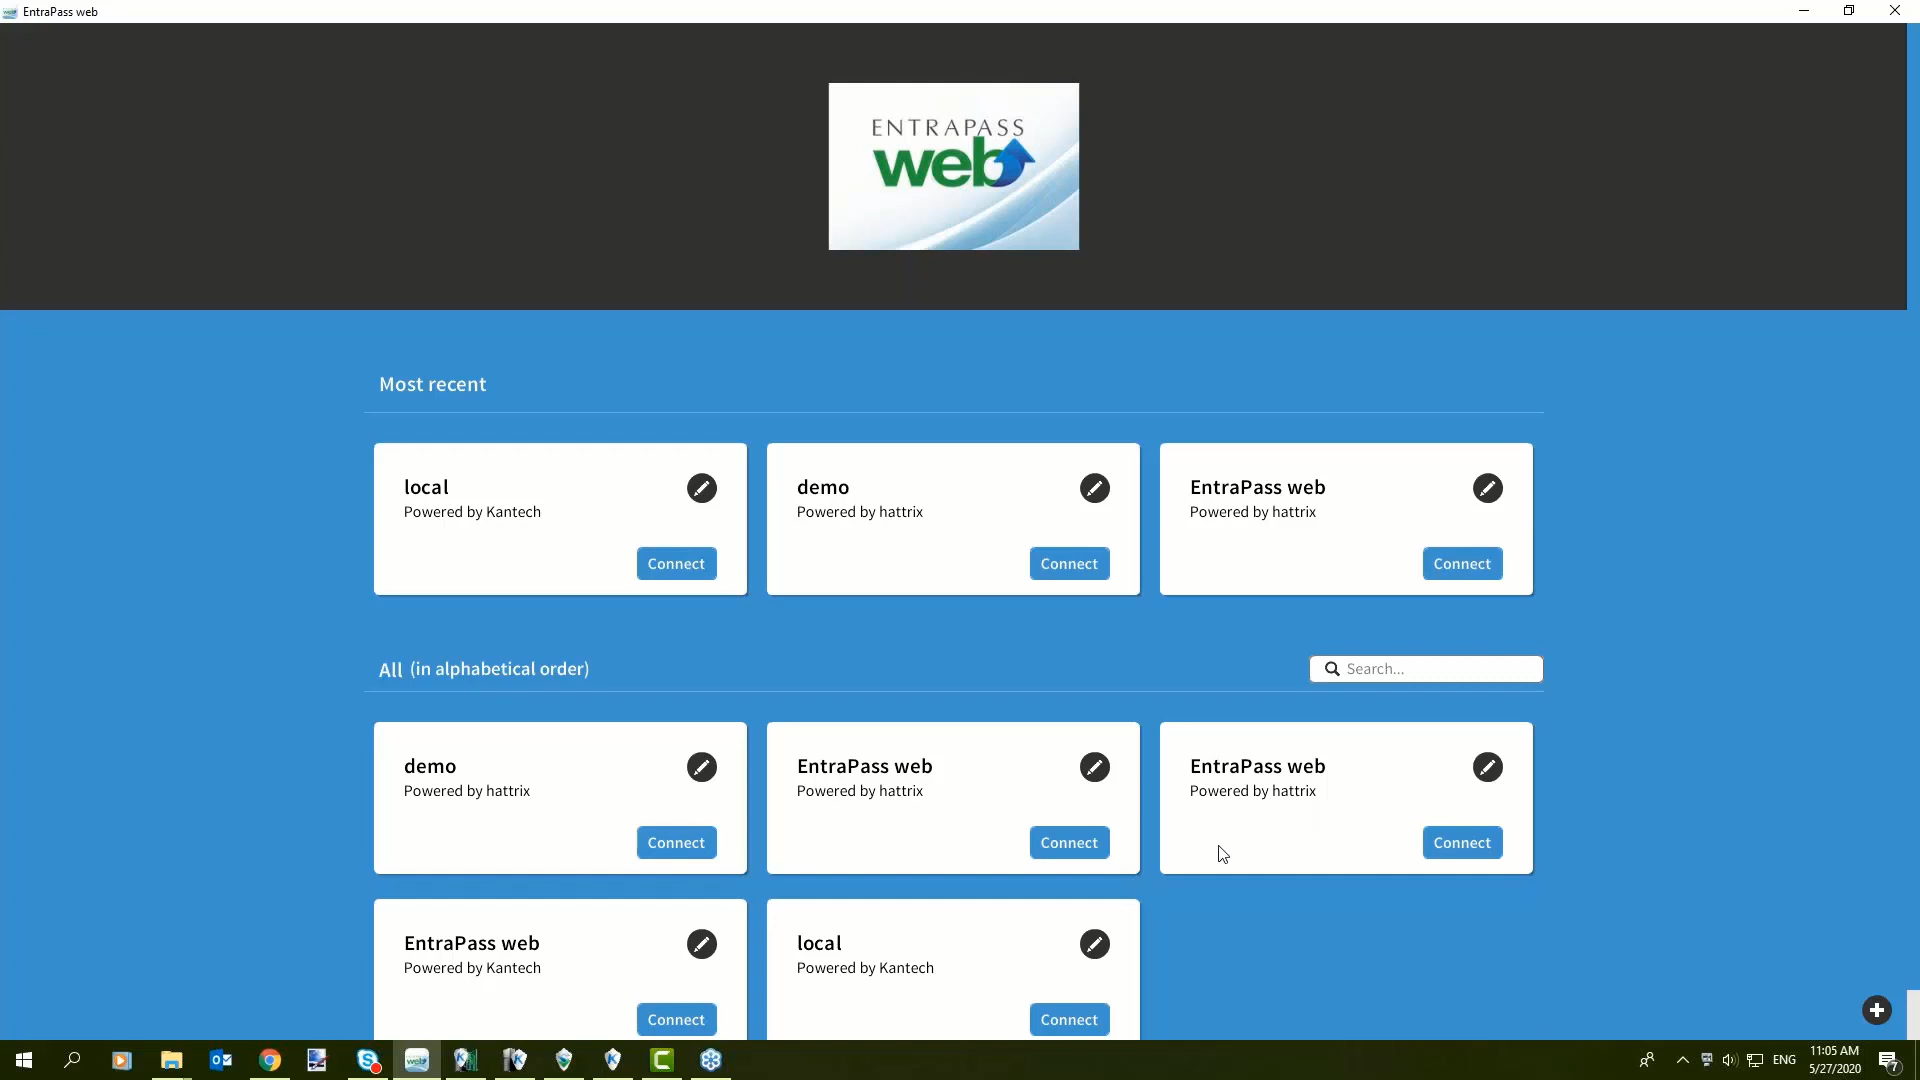 EntraPass web
ENTRAPASS
web
Most recent
local
Powered by Kantech
Connect
demo
Powered by hattrix
Connect
EntraPass web
Powered by hattrix
Connect
All (in alphabetical order)
Search...
demo
Powered by hattrix
Connect
EntraPass web
Powered by hattrix
Connect
EntraPass web
Powered by hattrix
Connect
EntraPass web
Powered by Kantech
Connect
local
Powered by Kantech
Connect
ENG
11:05 AM
5/27/2020
7